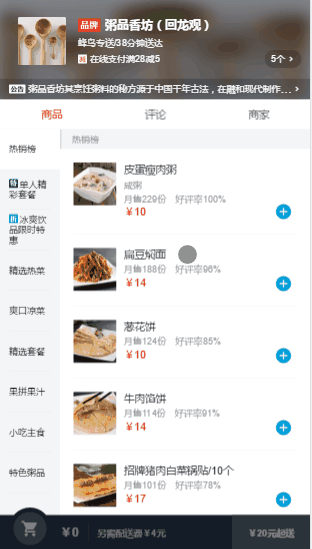 品牌 粥品香坊（回龙观）
蜂鸟专送/38分钟送达
减 在线支付满28减5
5个 >
公告 粥品香坊其烹饪粥料的秘方源于中国千年古法，在融和现代制作... >
商品 评论 商家
热销榜
特 单人精
彩套餐
折 冰爽饮
品限时特
惠
精选热菜
爽口凉菜
精选套餐
果拼果汁
小吃主食
特色粥品
热销榜
皮蛋瘦肉粥
咸粥
月售229份 好评率100%
￥10
扁豆焖面
月售188份 好评率96%
￥14
葱花饼
月售124份 好评率85%
￥10
牛肉馅饼
月售114份 好评率91%
￥14
招牌猪肉白菜锅贴/10个
月售101份 好评率78%
￥17
￥0 另需配送费￥4元 ￥20元起送